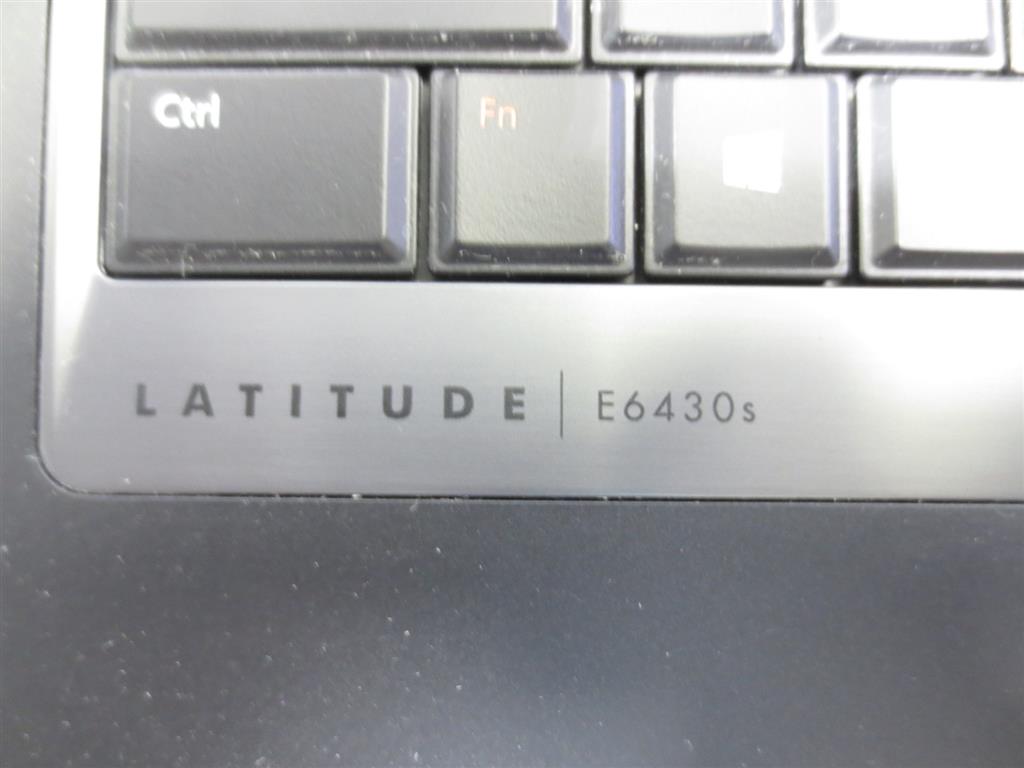 Ctrl Fn
LATITUDE | E6430s